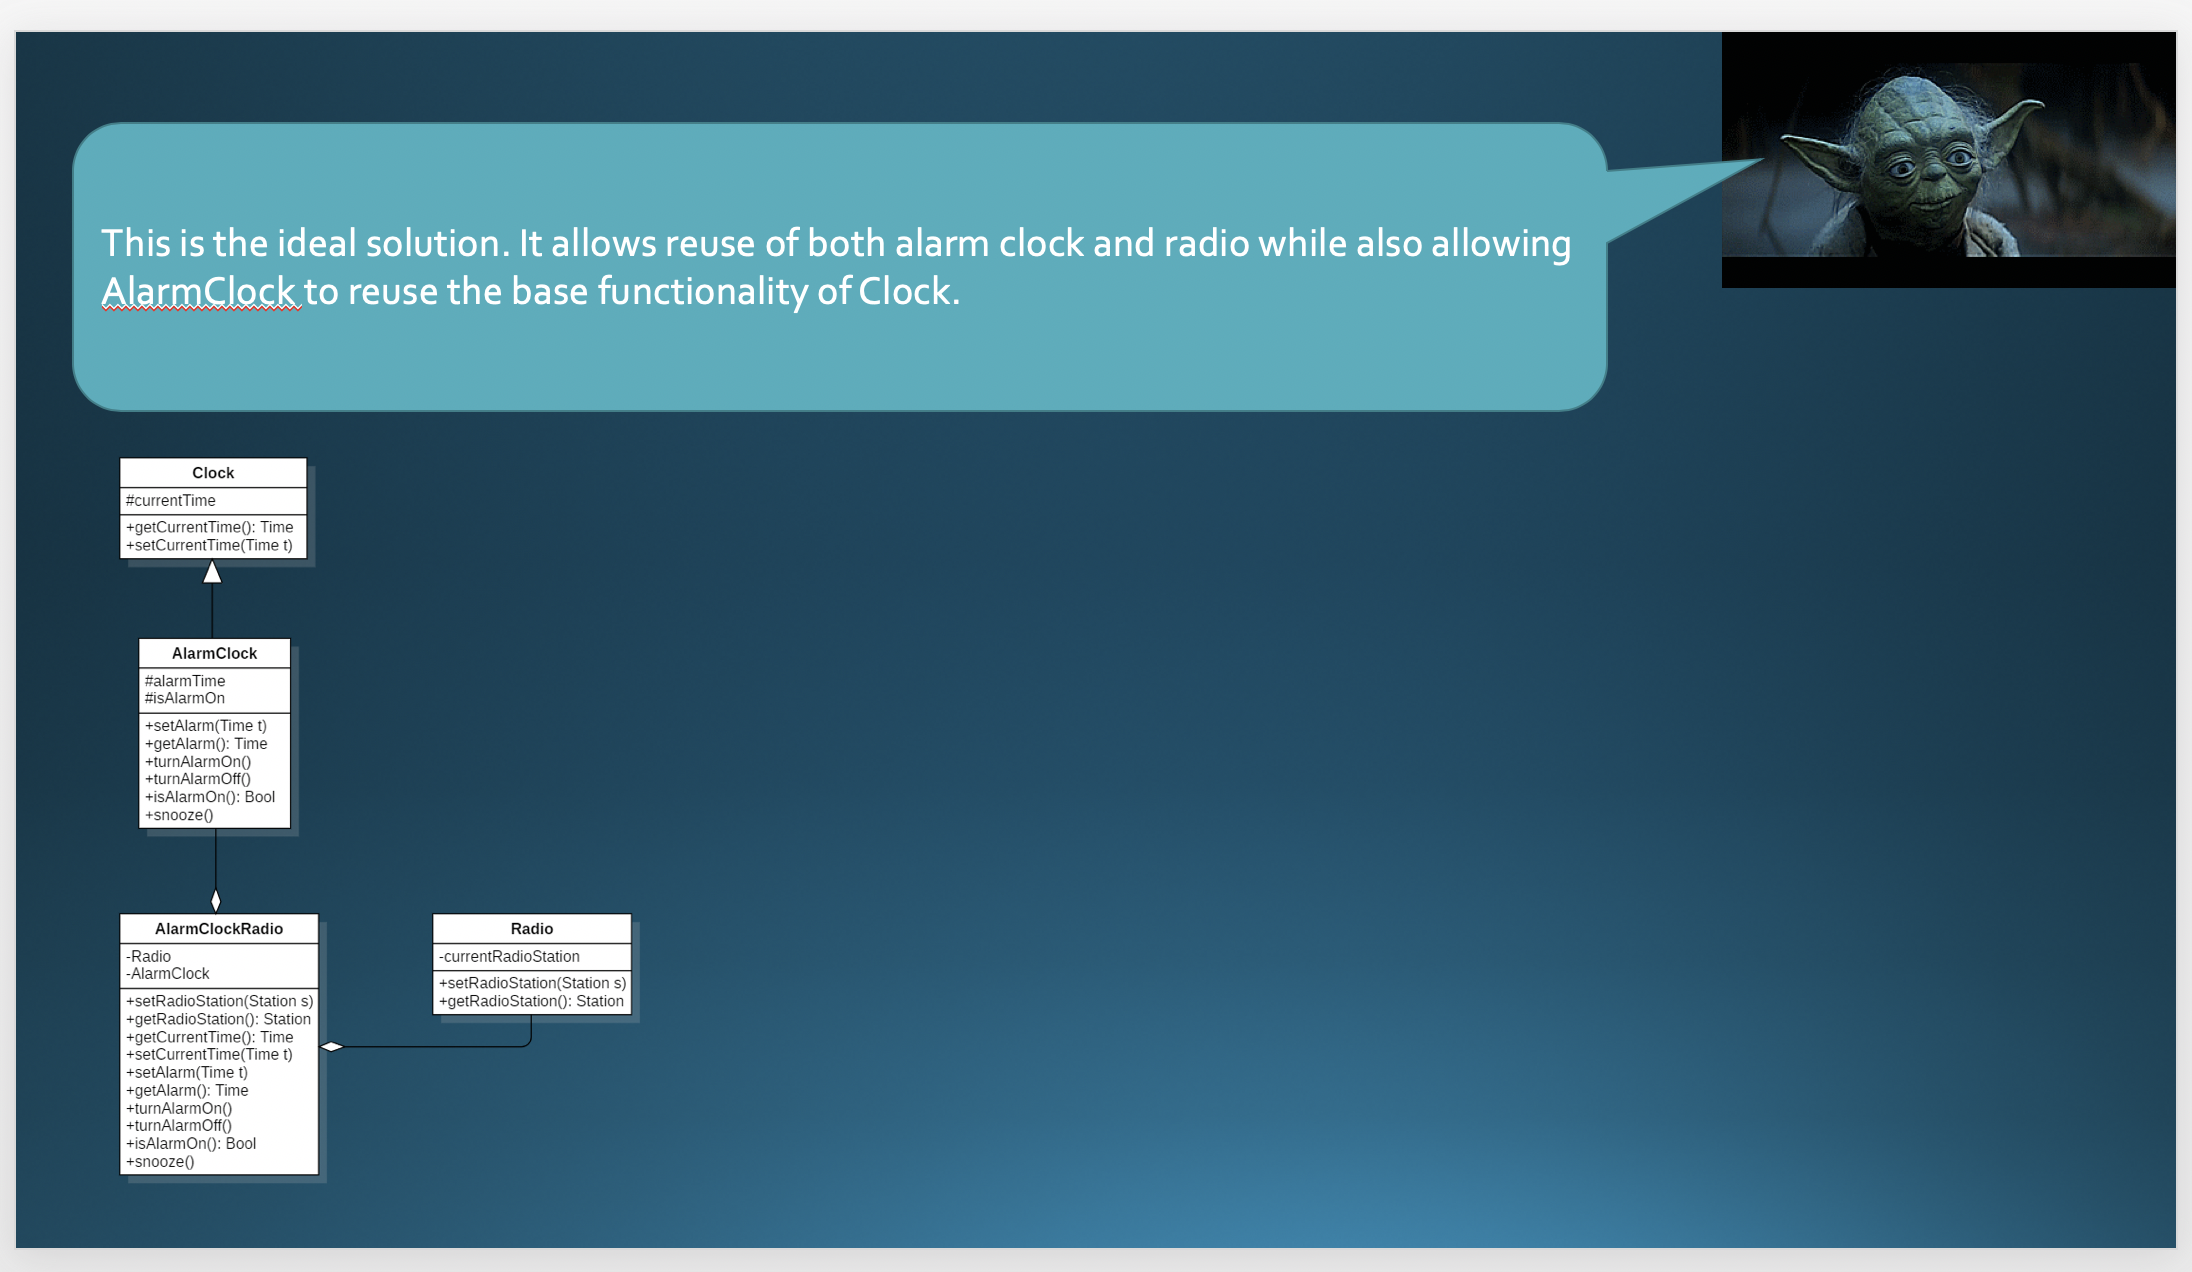 This is the ideal solution. It allows reuse of both alarm clock and radio while also allowing
AlarmClock to reuse the base functionality of Clock.
Clock
#currentTime
+getCurrentTime(): Time
+setCurrentTime(Time t)
AlarmClock
#alarmTime
#isAlarmOn
+setAlarm(Time t)
+getAlarm(): Time
+turnAlarmOn()
+turnAlarmOff()
+isAlarmOn(): Bool
+snooze()
AlarmClockRadio
-Radio
-AlarmClock
+setRadioStation(Station s)
+getRadioStation(): Station
+getCurrentTime(): Time
+setCurrentTime(Time t)
+setAlarm(Time t)
+getAlarm(): Time
+turnAlarmOn()
+turnAlarmOff()
+isAlarmOn(): Bool
+snooze()
Radio
-currentRadioStation
+setRadioStation(Station s)
+getRadioStation(): Station